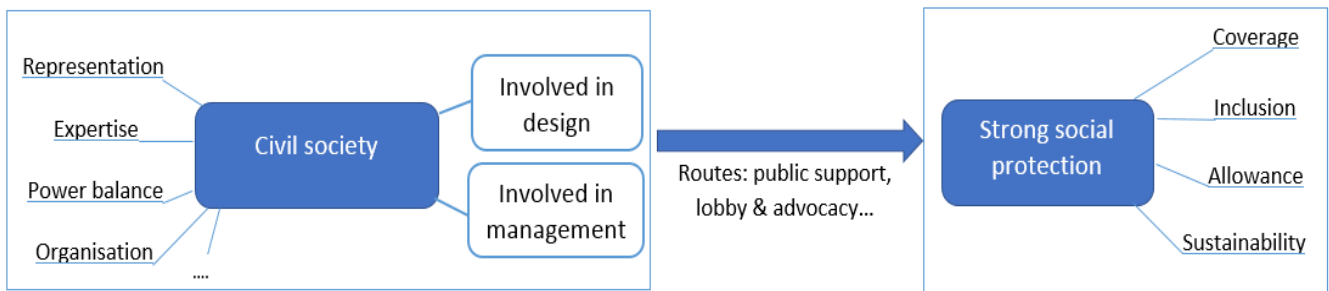 Representation
Expertise
Power balance
Organisation
....
Civil society
Involved in
design
Involved in
management
Routes: public support,
lobby & advocacy...
Strong social
protection
Coverage
Inclusion
Allowance
Sustainability